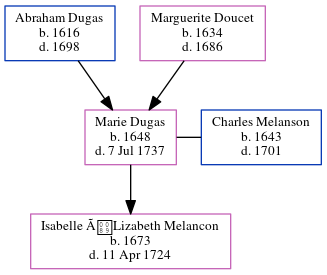 Abraham Dugas
b. 1616
d. 1698
Marguerite Doucet
b. 1634
d. 1686
Marie Dugas
b. 1648
d. 7 Jul 1737
Charles Melanson
b. 1643
d. 1701
Isabelle Lizabeth Melancon
b. 1673
d. 11 Apr 1724